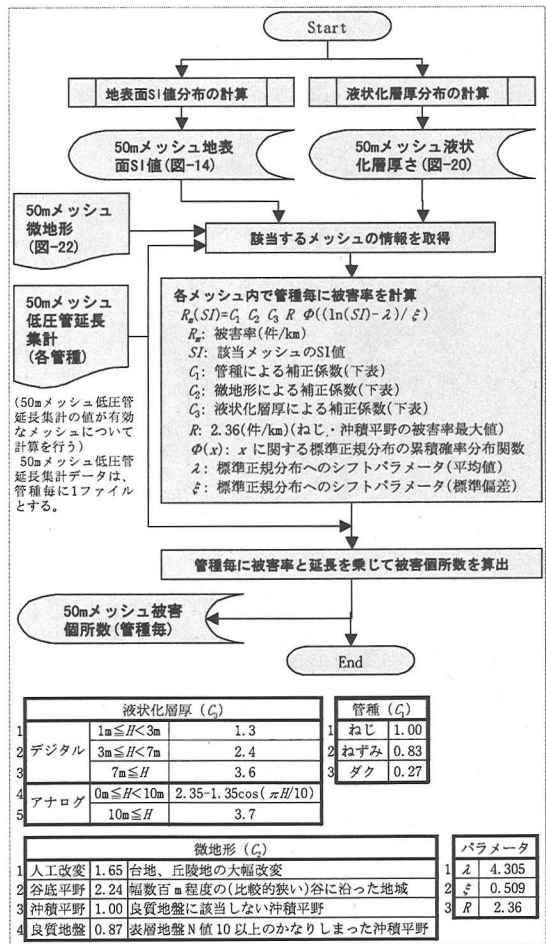 Start
地表面SI値分布の計算
液状化層厚分布の計算
50mメッシュ地表
面SI値(図-14)
50mメッシュ液状
化層厚さ(図-20)
50mメッシュ
微地形
(図-22)
該当するメッシュの情報を取得
50mメッシュ
低圧管延長
集計
(各管種)
(50mメッシュ低圧管
延長集計の値が有効
なメッシュについて
計算を行う)
50mメッシュ低圧管
延長集計データは、
管種毎に1ファイル
とする。
各メッシュ内で管種毎に被害率を計算
Rm(SI)=C1 C2 C3 R Φ((ln(SI)-λ)/ξ)
Rm: 被害率(件/km)
SI: 該当メッシュのSI値
C1: 管種による補正係数(下表)
C2: 微地形による補正係数(下表)
C3: 液状化層厚による補正係数(下表)
R: 2.36(件/km)(ねじ・沖積平野の被害率最大値)
Φ(x): x に関する標準正規分布の累積確率分布関数
λ: 標準正規分布へのシフトパラメータ(平均値)
ξ: 標準正規分布へのシフトパラメータ(標準偏差)
管種毎に被害率と延長を乗じて被害個所数を算出
50mメッシュ被害
個所数(管種毎)
End
液状化層厚 (C3)
1 デジタル 1m≦H<3m 1.3
2 3m≦H<7m 2.4
3 7m≦H 3.6
4 アナログ 0m≦H<10m 2.35-1.35cos(πH/10)
5 10m≦H 3.7
管種 (C1)
1 ねじ 1.00
2 ねずみ 0.83
3 ダク 0.27
微地形 (C2)
1 人工改変 1.65 台地、丘陵地の大幅改変
2 谷底平野 2.24 幅数百m程度の(比較的狭い)谷に沿った地域
3 沖積平野 1.00 良質地盤に該当しない沖積平野
4 良質地盤 0.87 表層地盤N値10以上のかなりしまった沖積平野
パラメータ
1 λ 4.305
2 ξ 0.509
3 R 2.36